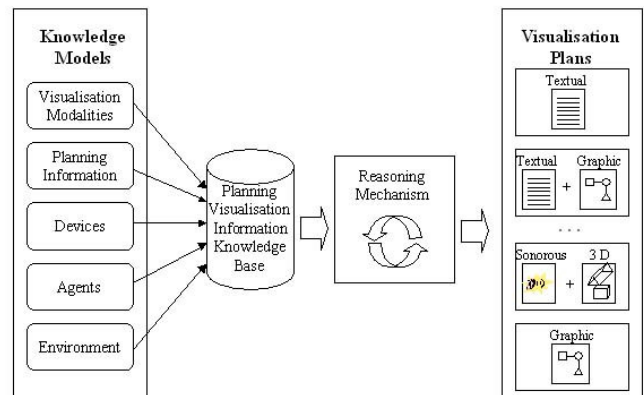 Knowledge
Models
Visualisation
Modalities
Planning
Information
Devices
Agents
Environment
Planning
Visualisation
Information
Knowledge
Base
Reasoning
Mechanism
Visualisation
Plans
Textual
Textual Graphic
+
. . .
Sonorous 3 D
+
Graphic